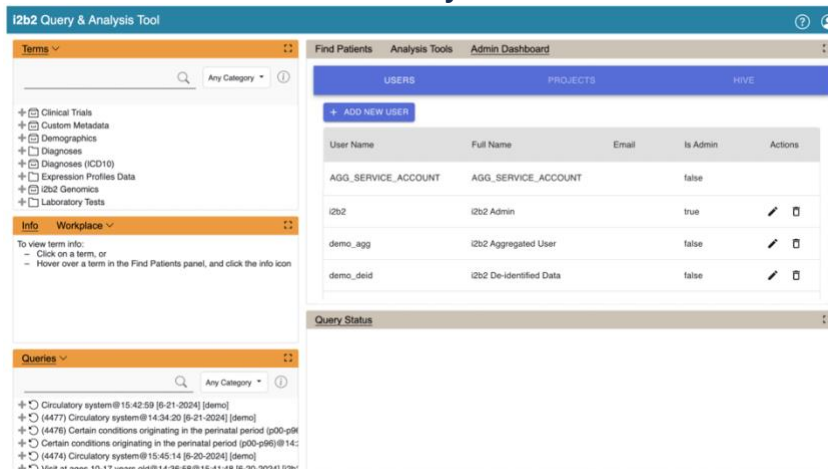 i2b2 Query & Analysis Tool
Terms
Any Category
Clinical Trials
Custom Metadata
Demographics
Diagnoses
Diagnoses (ICD10)
Expression Profiles Data
i2b2 Genomics
Laboratory Tests
Info Workplace
To view term info:
– Click on a term, or
– Hover over a term in the Find Patients panel, and click the info icon
Queries
Any Category
Circulatory system@15:42:59 [6-21-2024] [demo]
(4477) Circulatory system@14:34:20 [6-21-2024] [demo]
(4476) Certain conditions originating in the perinatal period (p00-p96
Certain conditions originating in the perinatal period (p00-p96)@14:
(4474) Circulatory system@15:45:14 [6-20-2024] [demo]
Find Patients Analysis Tools Admin Dashboard
USERS PROJECTS HIVE
+ ADD NEW USER
User Name Full Name Email Is Admin Actions
AGG_SERVICE_ACCOUNT AGG_SERVICE_ACCOUNT false
i2b2 i2b2 Admin true
demo_agg i2b2 Aggregated User false
demo_deid i2b2 De-identified Data false
Query Status